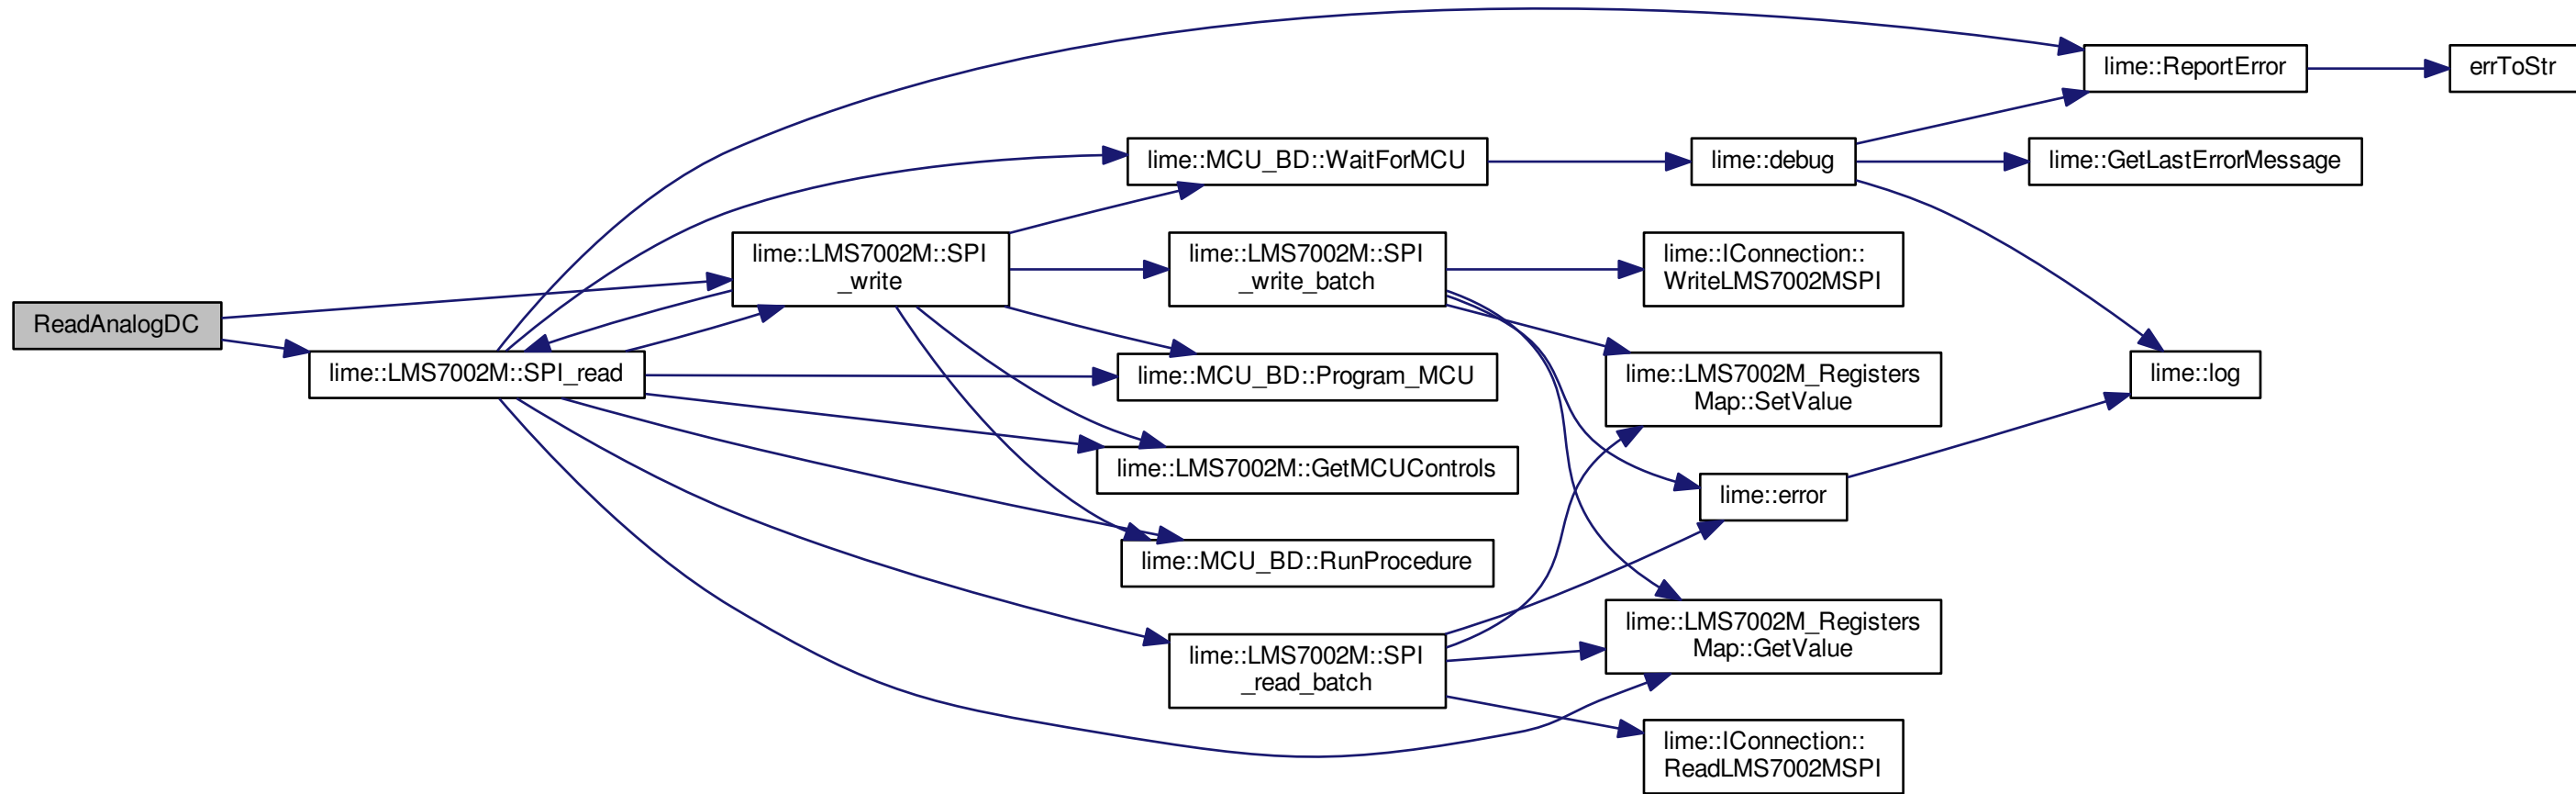 ReadAnalogDC
lime::LMS7002M::SPI_read
lime::LMS7002M::SPI
_write
lime::MCU_BD::WaitForMCU
lime::LMS7002M::SPI
_write_batch
lime::MCU_BD::Program_MCU
lime::LMS7002M::GetMCUControls
lime::MCU_BD::RunProcedure
lime::LMS7002M::SPI
_read_batch
lime::debug
lime::IConnection::
WriteLMS7002MSPI
lime::LMS7002M_Registers
Map::SetValue
lime::error
lime::LMS7002M_Registers
Map::GetValue
lime::IConnection::
ReadLMS7002MSPI
lime::ReportError
lime::GetLastErrorMessage
lime::log
errToStr